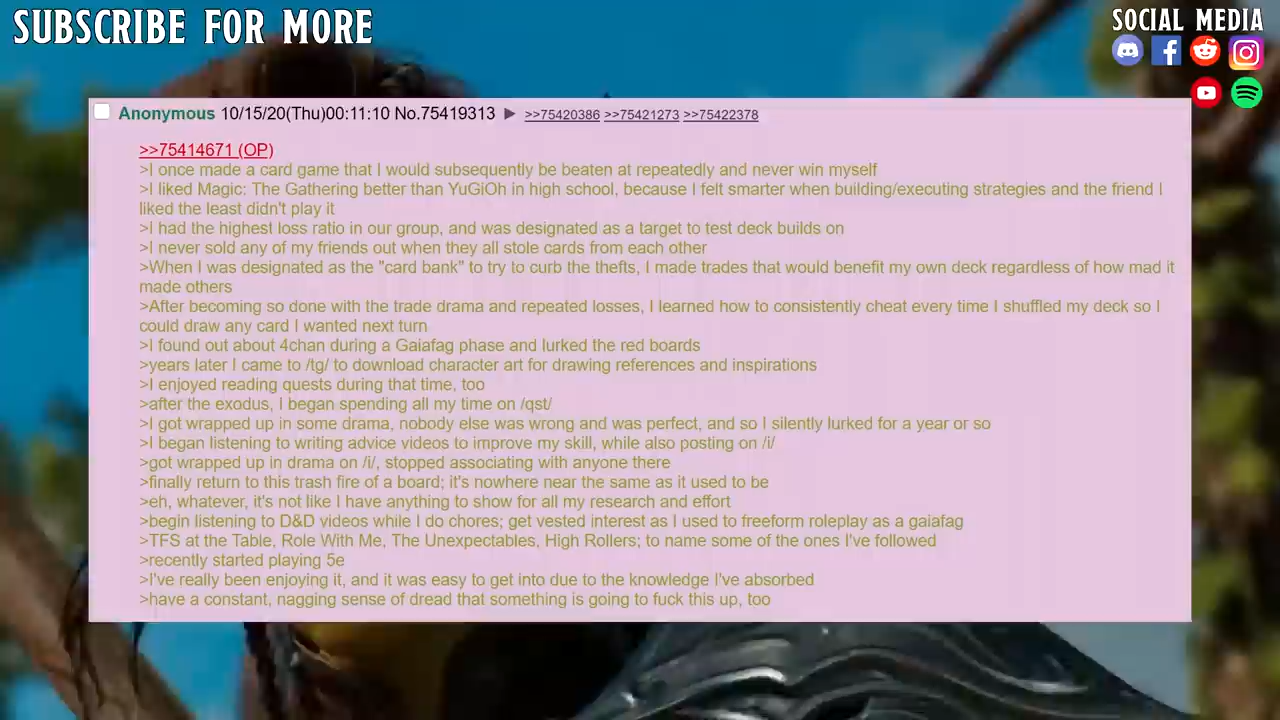 SUBSCRIBE FOR MORE
SOCIAL MEDIA
Anonymous 10/15/20(Thu)00:11:10 No.75419313 ▶ >>75420386 >>75421273 >>75422378
>>75414671 (OP)
>I once made a card game that I would subsequently be beaten at repeatedly and never win myself
>I liked Magic: The Gathering better than YuGiOh in high school, because I felt smarter when building/executing strategies and the friend I
liked the least didn't play it
>I had the highest loss ratio in our group, and was designated as a target to test deck builds on
>I never sold any of my friends out when they all stole cards from each other
>When I was designated as the "card bank" to try to curb the thefts, I made trades that would benefit my own deck regardless of how mad it
made others
>After becoming so done with the trade drama and repeated losses, I learned how to consistently cheat every time I shuffled my deck so I
could draw any card I wanted next turn
>I found out about 4chan during a Gaiafag phase and lurked the red boards
>years later I came to /tg/ to download character art for drawing references and inspirations
>I enjoyed reading quests during that time, too
>after the exodus, I began spending all my time on /qst/
>I got wrapped up in some drama, nobody else was wrong and was perfect, and so I silently lurked for a year or so
>I began listening to writing advice videos to improve my skill, while also posting on /i/
>got wrapped up in drama on /i/, stopped associating with anyone there
>finally return to this trash fire of a board; it's nowhere near the same as it used to be
>eh, whatever, it's not like I have anything to show for all my research and effort
>begin listening to D&D videos while I do chores; get vested interest as I used to freeform roleplay as a gaiafag
>TFS at the Table, Role With Me, The Unexpectables, High Rollers; to name some of the ones I've followed
>recently started playing 5e
>I've really been enjoying it, and it was easy to get into due to the knowledge I've absorbed
>have a constant, nagging sense of dread that something is going to fuck this up, too